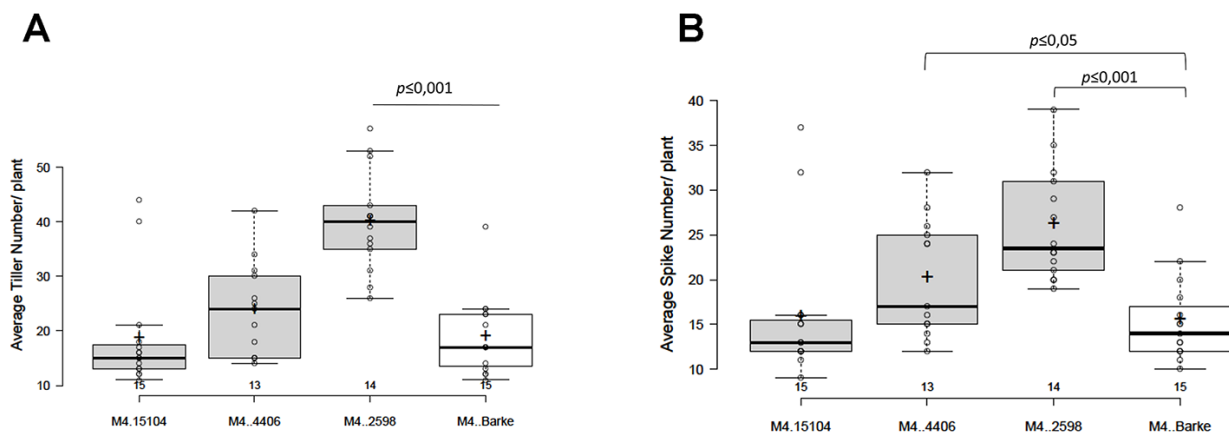 A
p≤0,001
Average Tiller Number/ plant
50
40
30
20
10
15
13
14
15
M4.15104
M4..4406
M4..2598
M4..Barke
B
p≤0,05
p≤0,001
Average Spike Number/plant
40
35
30
25
20
15
10
15
13
14
15
M4.15104
M4..4406
M4..2598
M4..Barke